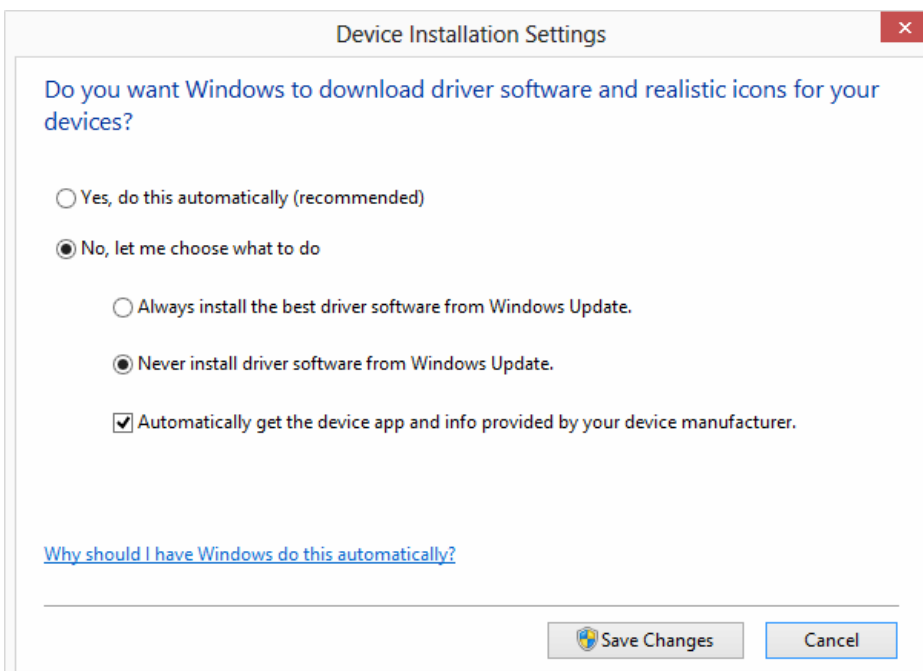 Device Installation Settings
Do you want Windows to download driver software and realistic icons for your
devices?
Yes, do this automatically (recommended)
No, let me choose what to do
Always install the best driver software from Windows Update.
Never install driver software from Windows Update.
Automatically get the device app and info provided by your device manufacturer.
Why should I have Windows do this automatically?
Save Changes
Cancel